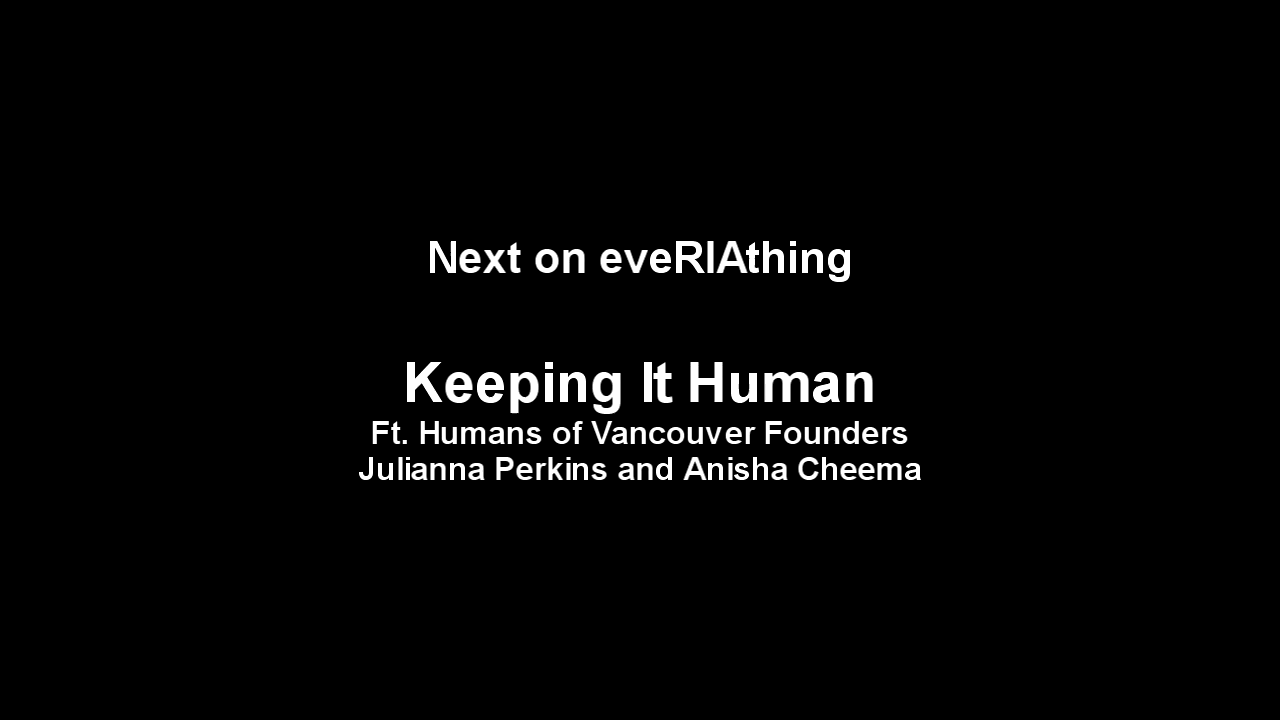 Next on eveRIAthing
Keeping It Human
Ft. Humans of Vancouver Founders
Julianna Perkins and Anisha Cheema